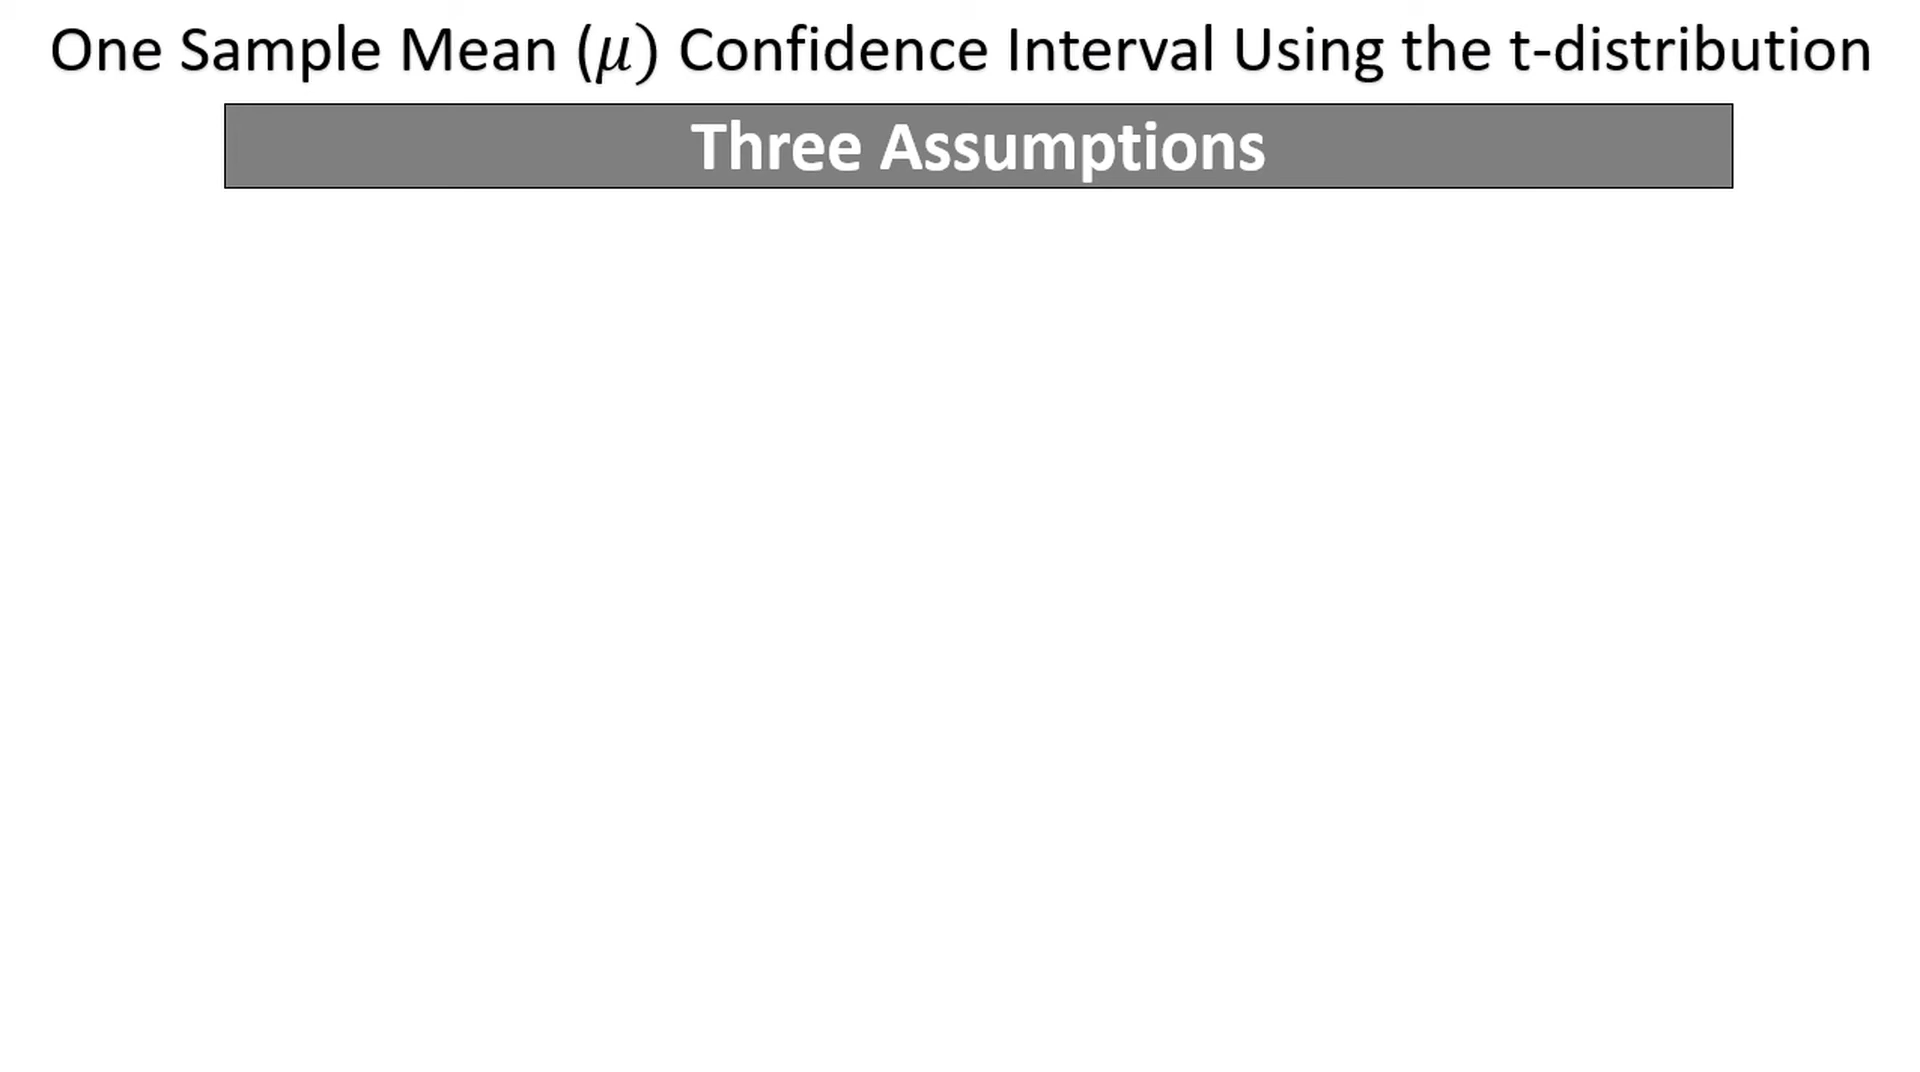 One Sample Mean (𝜇) Confidence Interval Using the t-distribution
Three Assumptions